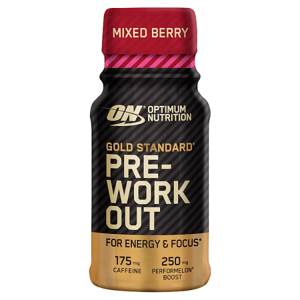 MIXED BERRY
ON OPTIMUM
NUTRITION
GOLD STANDARD®
PRE-
WORK
OUT
FOR ENERGY & FOCUS*
175mg 250mg
CAFFEINE PERFORMELON®
BOOST